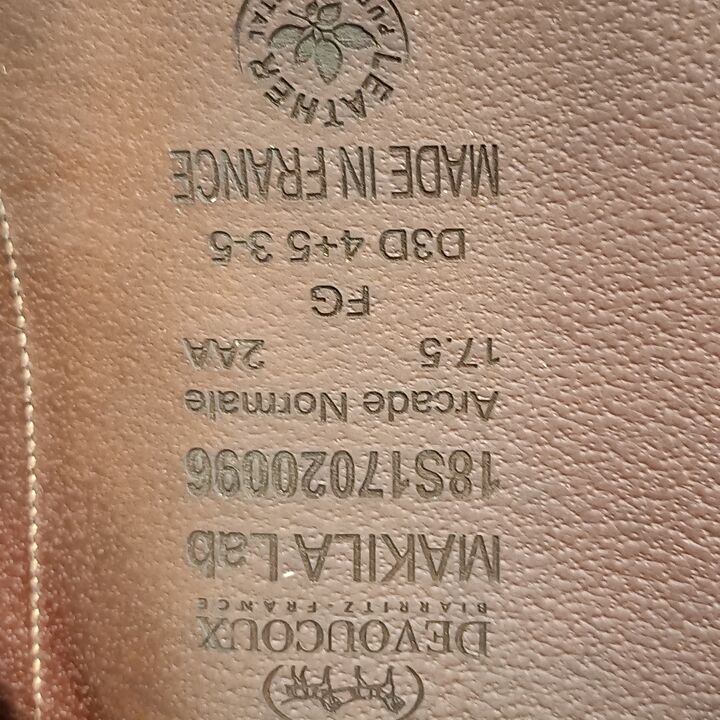 DEVOUCOUX
BIARRITZ-FRANCE
MAKILA Lab
18S17020096
Arcade Normale
17.5 2AA
FG
D3D 4+5 3-5
MADE IN FRANCE
LEATHER